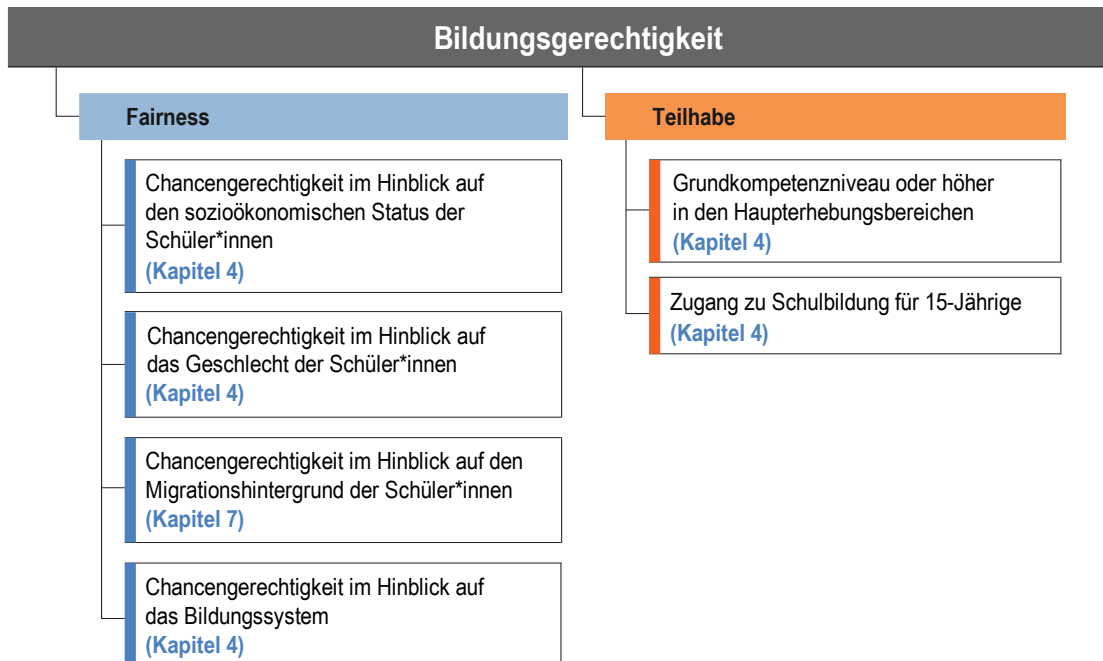 Bildungsgerechtigkeit
Fairness
Chancengerechtigkeit im Hinblick auf
den sozioökonomischen Status der
Schüler*innen
(Kapitel 4)
Chancengerechtigkeit im Hinblick auf
das Geschlecht der Schüler*innen
(Kapitel 4)
Chancengerechtigkeit im Hinblick auf den
Migrationshintergrund der Schüler*innen
(Kapitel 7)
Chancengerechtigkeit im Hinblick auf
das Bildungssystem
(Kapitel 4)
Teilhabe
Grundkompetenzniveau oder höher
in den Haupterhebungsbereichen
(Kapitel 4)
Zugang zu Schulbildung für 15-Jährige
(Kapitel 4)